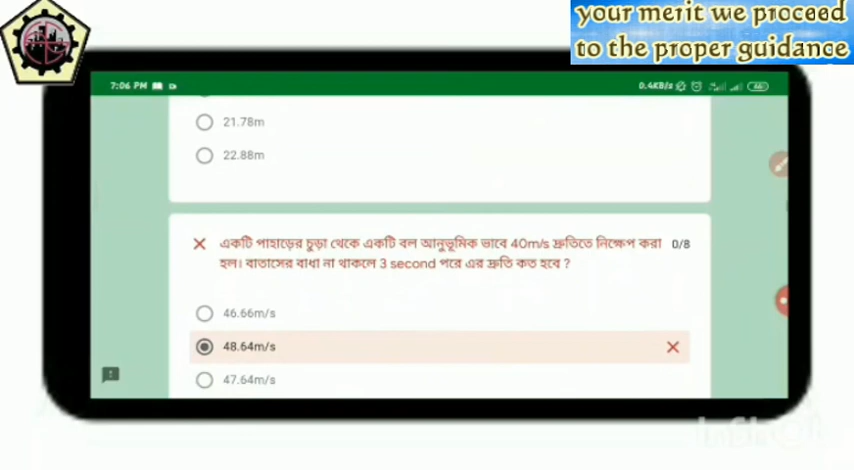 your merit we proceed
to the proper guidance
7:06 PM
0.4KB/s
21.78m
22.88m
একটি পাহাড়ের চুড়া থেকে একটি বল আনুভূমিক ভাবে 40m/s দ্রুতিতে নিক্ষেপ করা 0/8
হল। বাতাসের বাধা না থাকলে 3 second পরে এর দ্রুতি কত হবে ?
46.66m/s
48.64m/s
47.64m/s